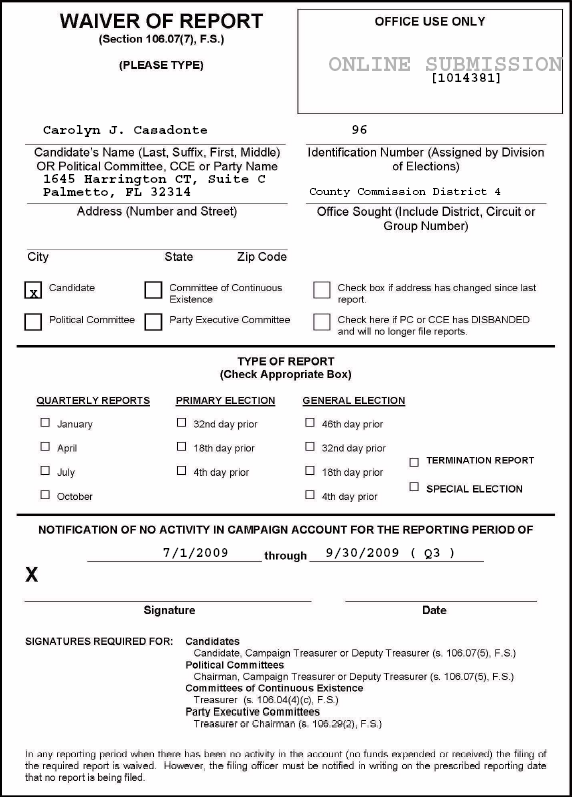 WAIVER OF REPORT
(Section 106.07(7), F.S.)
(PLEASE TYPE)
OFFICE USE ONLY
ONLINE SUBMISSION
[1014381]
Carolyn J. Casadonte
96
Candidate's Name (Last, Suffix, First, Middle)
OR Political Committee, CCE or Party Name
Identification Number (Assigned by Division
of Elections)
1645 Harrington CT, Suite C
Palmetto, FL 32314
County Commission District 4
Address (Number and Street)
Office Sought (Include District, Circuit or
Group Number)
City State Zip Code
x Candidate
Committee of Continuous
Existence
Check box if address has changed since last
report.
Political Committee
Party Executive Committee
Check here if PC or CCE has DISBANDED
and will no longer file reports.
TYPE OF REPORT
(Check Appropriate Box)
QUARTERLY REPORTS PRIMARY ELECTION GENERAL ELECTION
January 32nd day prior 46th day prior
April 18th day prior 32nd day prior
TERMINATION REPORT
July 4th day prior 18th day prior
SPECIAL ELECTION
October 4th day prior
NOTIFICATION OF NO ACTIVITY IN CAMPAIGN ACCOUNT FOR THE REPORTING PERIOD OF
7/1/2009 through 9/30/2009 ( Q3 )
X
Signature Date
SIGNATURES REQUIRED FOR: Candidates
Candidate, Campaign Treasurer or Deputy Treasurer (s. 106.07(5), F.S.)
Political Committees
Chairman, Campaign Treasurer or Deputy Treasurer (s. 106.07(5), F.S.)
Committees of Continuous Existence
Treasurer (s. 106.04(4)(c), F.S.)
Party Executive Committees
Treasurer or Chairman (s. 106.29(2), F.S.)
In any reporting period when there has been no activity in the account (no funds expended or received) the filing of
the required report is waived. However, the filing officer must be notified in writing on the prescribed reporting date
that no report is being filed.